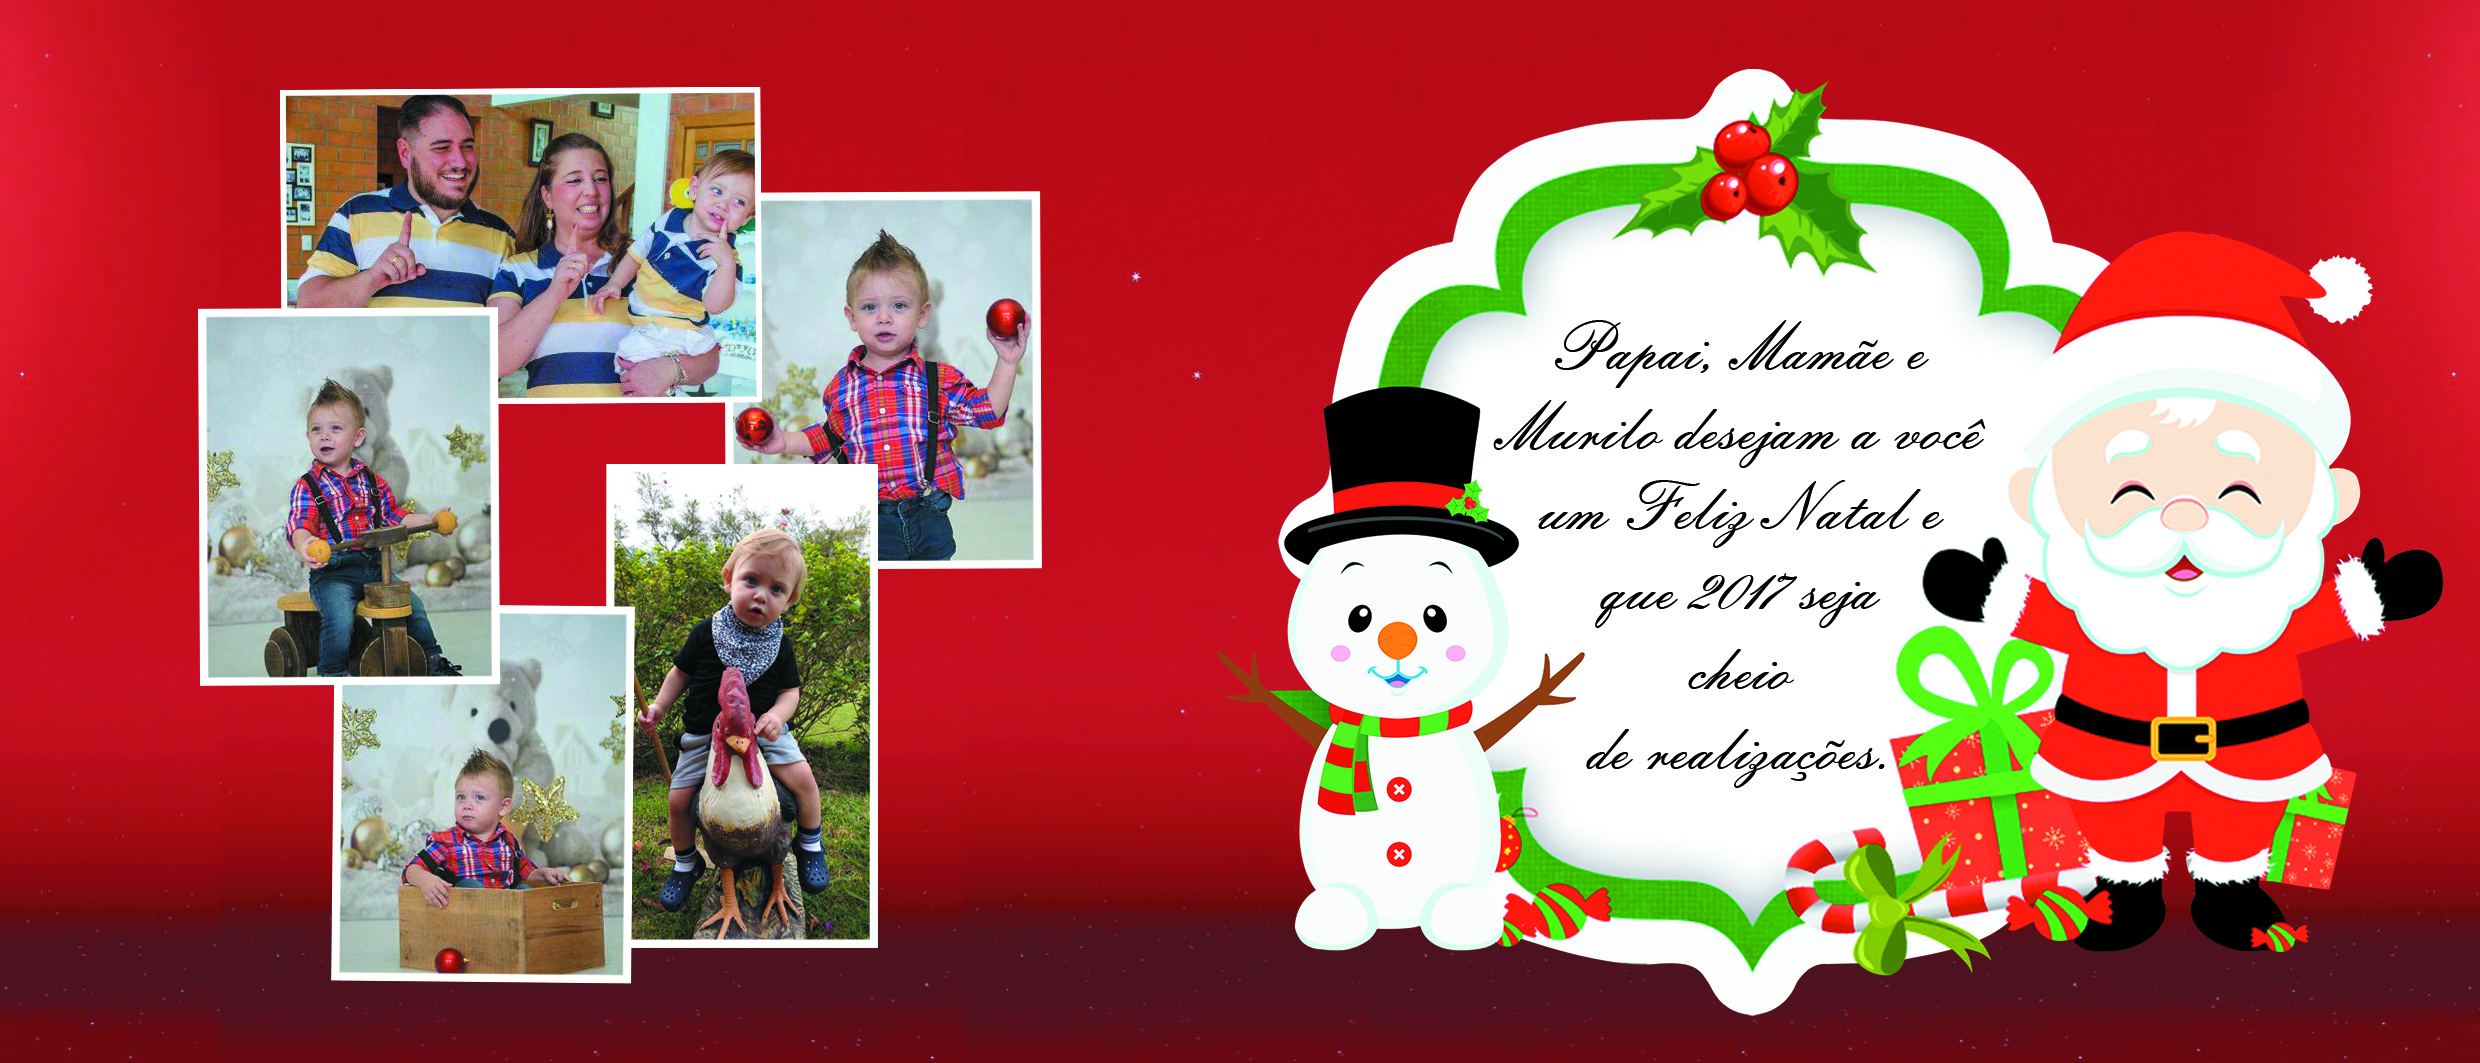 Papai, Mamãe e
Murilo desejam a você
um Feliz Natal e
que 2017 seja
cheio
de realizações.